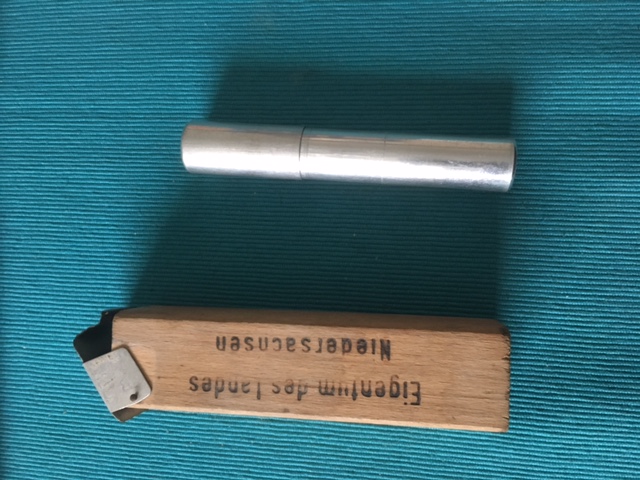 Eigentum des Landes
Niedersachsen